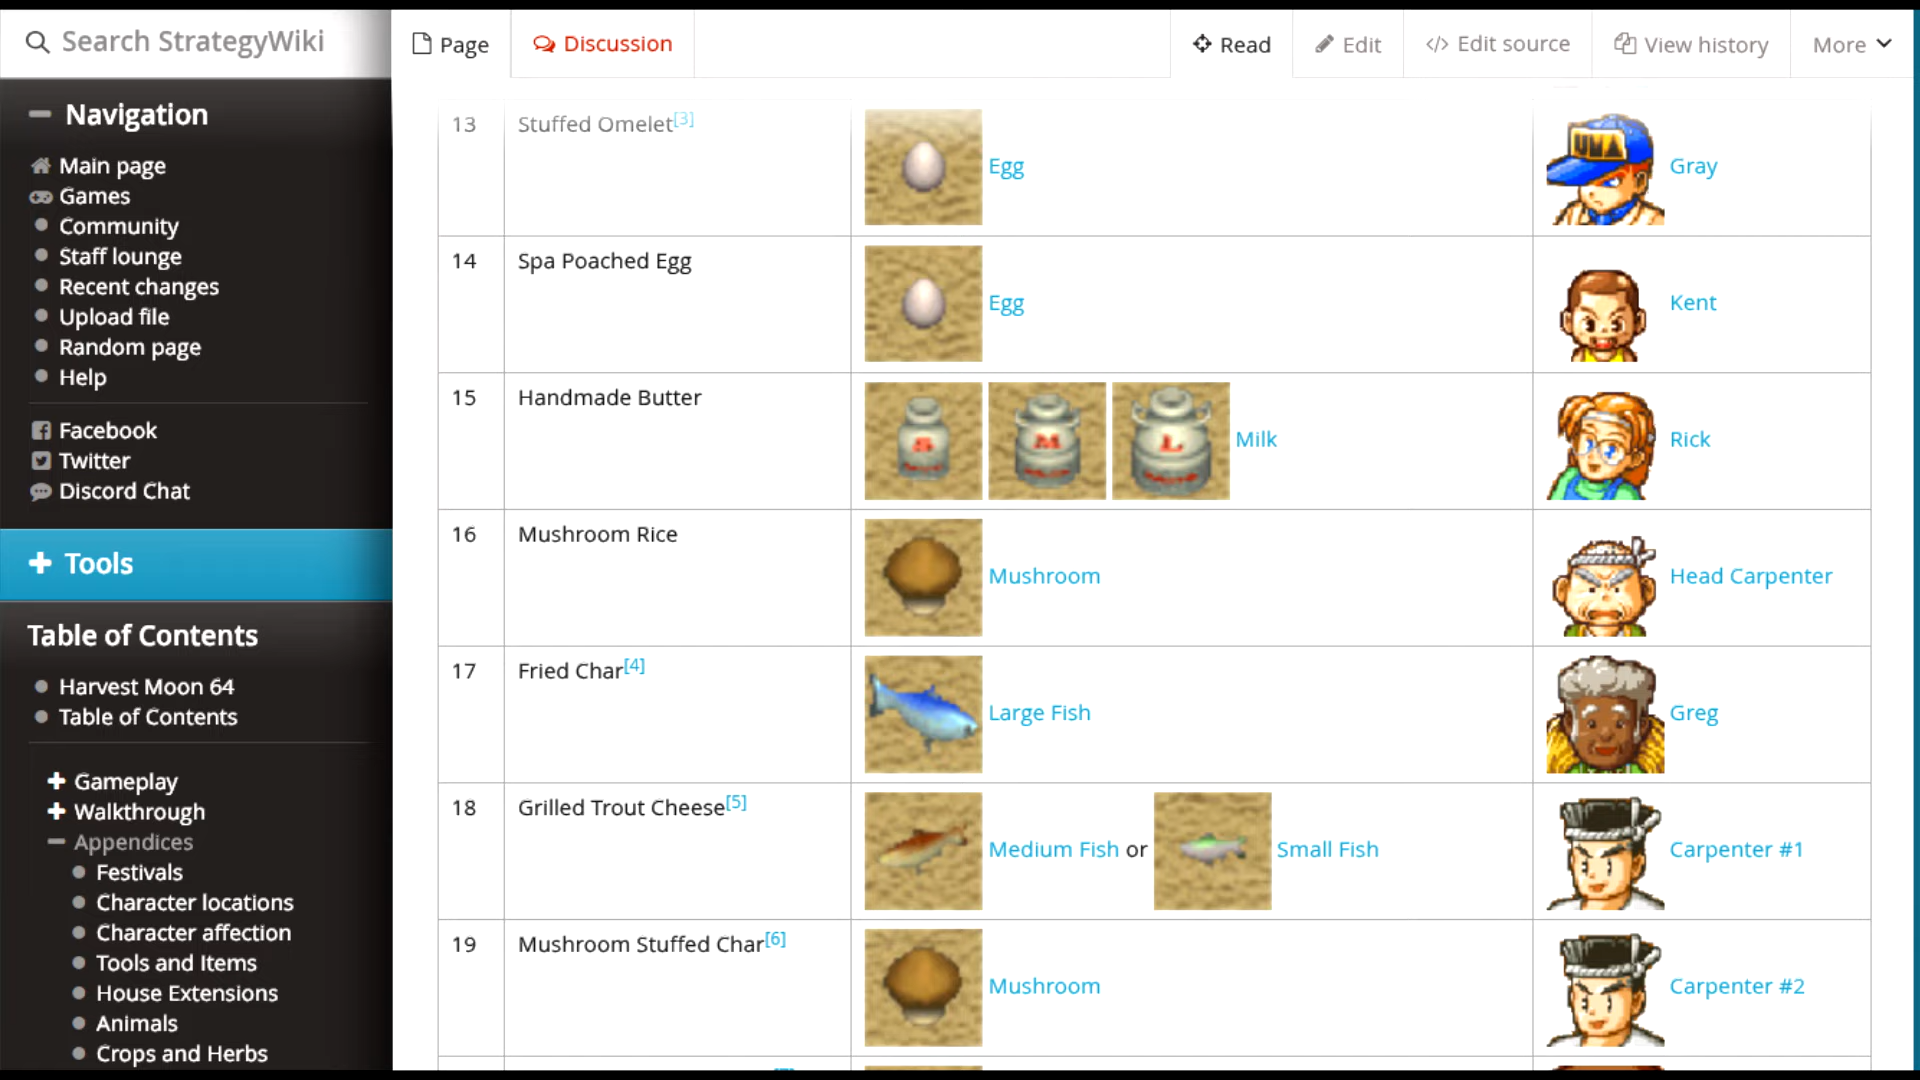 Search StrategyWiki
Page
Discussion
Read
Edit
Edit source
View history
More
Navigation
Main page
Games
Community
Staff lounge
Recent changes
Upload file
Random page
Help
Facebook
Twitter
Discord Chat
Tools
Table of Contents
Harvest Moon 64
Table of Contents
Gameplay
Walkthrough
Appendices
Festivals
Character locations
Character affection
Tools and Items
House Extensions
Animals
Crops and Herbs
13 Stuffed Omelet[3] Egg UMA Gray
14 Spa Poached Egg Egg Kent
15 Handmade Butter S M L Milk Rick
16 Mushroom Rice Mushroom Head Carpenter
17 Fried Char[4] Large Fish Greg
18 Grilled Trout Cheese[5] Medium Fish or Small Fish Carpenter #1
19 Mushroom Stuffed Char[6] Mushroom Carpenter #2